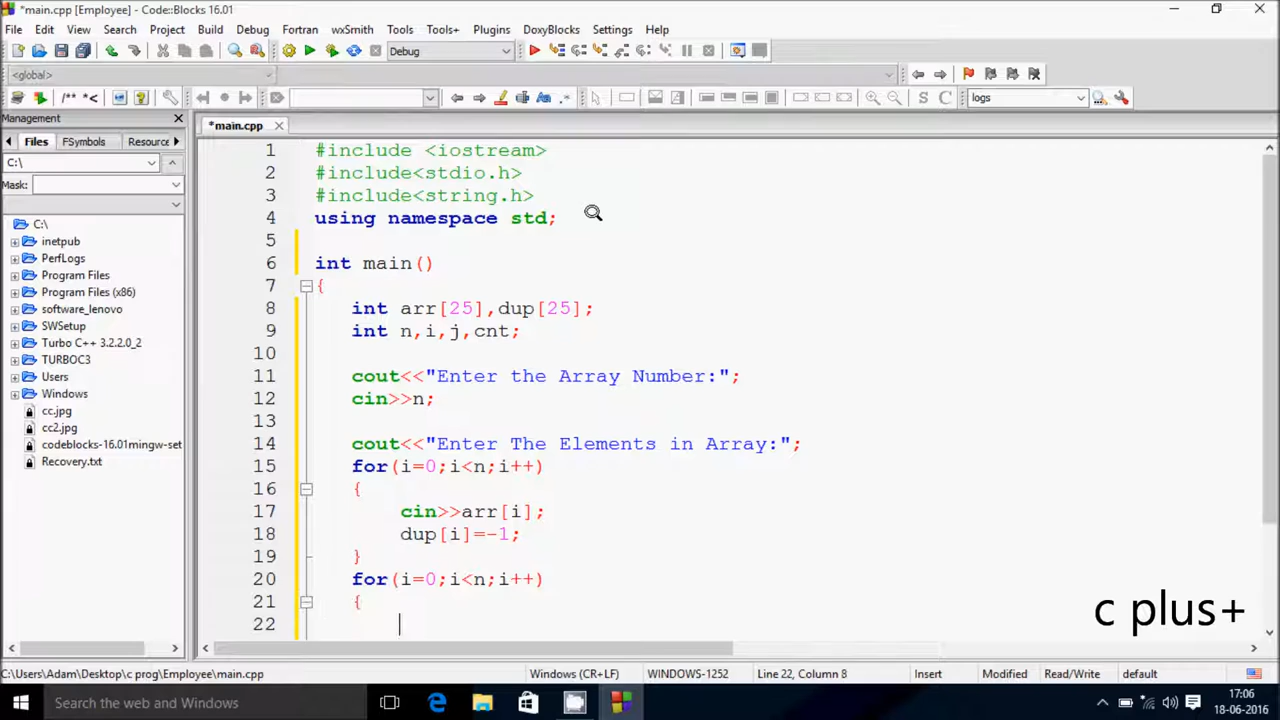 *main.cpp [Employee] - Code::Blocks 16.01
File Edit View Search Project Build Debug Fortran wxSmith Tools Tools+ Plugins DoxyBlocks Settings Help
Debug
<global>
/** *<
S C logs
Management
Files FSymbols Resource
C:\
Mask:
C:\
inetpub
PerfLogs
Program Files
Program Files (x86)
software_lenovo
SWSetup
Turbo C++ 3.2.2.0_2
TURBOC3
Users
Windows
cc.jpg
cc2.jpg
codeblocks-16.01mingw-set
Recovery.txt
*main.cpp
1 #include <iostream>
2 #include<stdio.h>
3 #include<string.h>
4 using namespace std;
5
6 int main()
7 {
8 int arr[25],dup[25];
9 int n,i,j,cnt;
10
11 cout<<"Enter the Array Number:";
12 cin>>n;
13
14 cout<<"Enter The Elements in Array:";
15 for(i=0;i<n;i++)
16 {
17 cin>>arr[i];
18 dup[i]=-1;
19 }
20 for(i=0;i<n;i++)
21 {
22
c plus+
C:\Users\Adam\Desktop\c prog\Employee\main.cpp Windows (CR+LF) WINDOWS-1252 Line 22, Column 8 Insert Modified Read/Write default
Search the web and Windows
17:06
18-06-2016